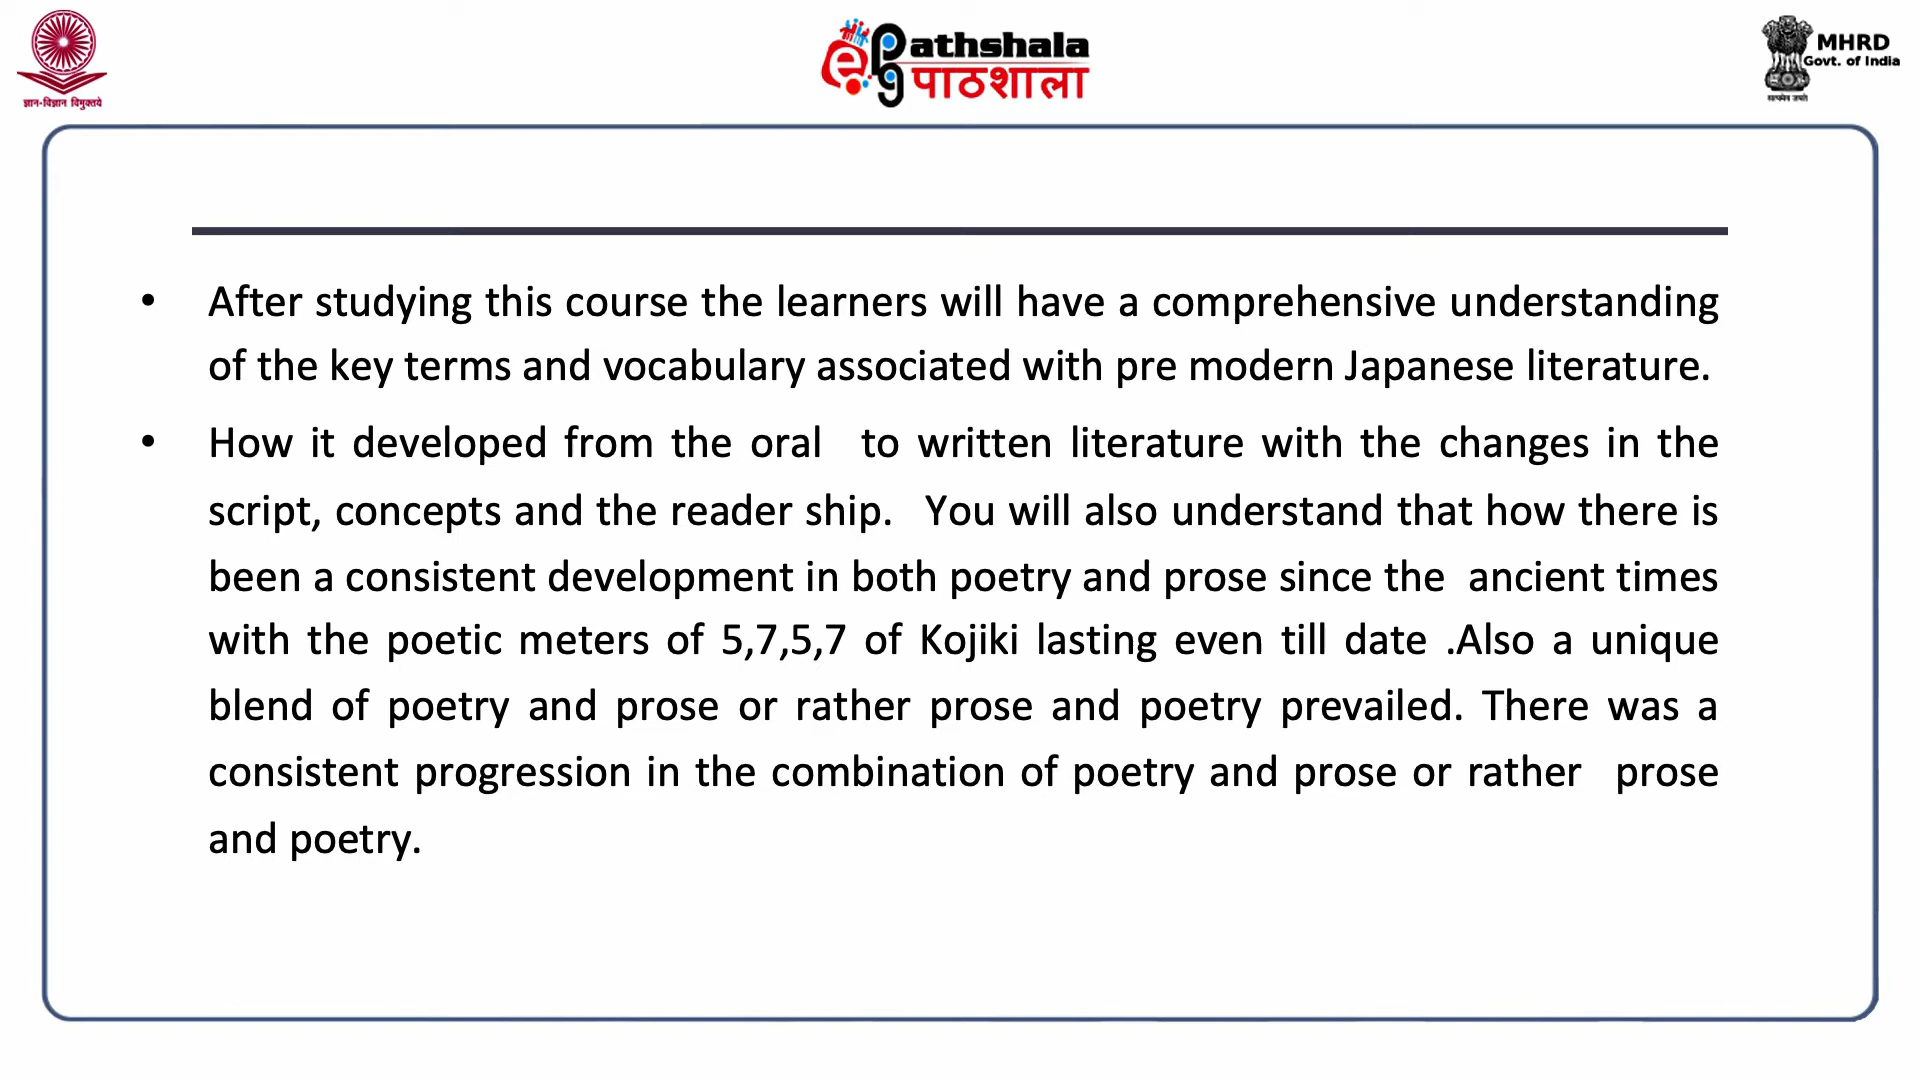 ज्ञान-विज्ञान विमुक्तये
e pg Pathshala
पाठशाला
सत्यमेव जयते
MHRD
Govt. of India
• After studying this course the learners will have a comprehensive understanding
of the key terms and vocabulary associated with pre modern Japanese literature.
• How it developed from the oral to written literature with the changes in the
script, concepts and the reader ship. You will also understand that how there is
been a consistent development in both poetry and prose since the ancient times
with the poetic meters of 5,7,5,7 of Kojiki lasting even till date .Also a unique
blend of poetry and prose or rather prose and poetry prevailed. There was a
consistent progression in the combination of poetry and prose or rather prose
and poetry.